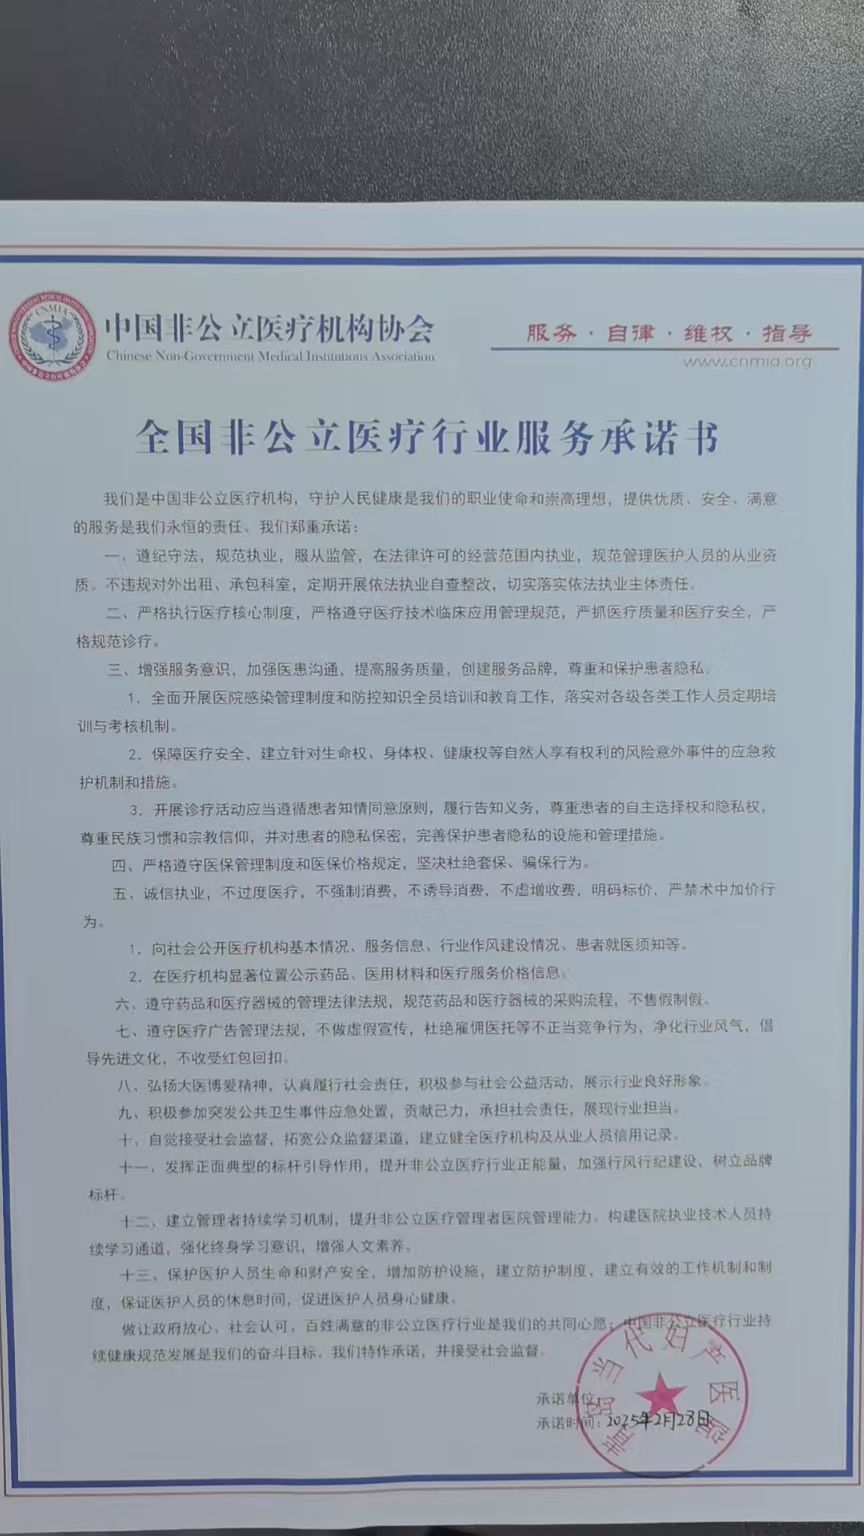 CNMIA
中国非公立医疗机构协会
Chinese Non-Government Medical Institutions Association
服务·自律·维权·指导
www.cnmia.org
全国非公立医疗行业服务承诺书
我们是中国非公立医疗机构，守护人民健康是我们的职业使命和崇高理想，提供优质、安全、满意
的服务是我们永恒的责任。我们郑重承诺：
一、遵纪守法，规范执业，服从监管，在法律许可的经营范围内执业，规范管理医护人员的从业资
质。不违规对外出租、承包科室，定期开展依法执业自查整改，切实落实依法执业主体责任。
二、严格执行医疗核心制度，严格遵守医疗技术临床应用管理规范，严抓医疗质量和医疗安全，严
格规范诊疗。
三、增强服务意识，加强医患沟通，提高服务质量，创建服务品牌，尊重和保护患者隐私。
1．全面开展医院感染管理制度和防控知识全员培训和教育工作，落实对各级各类工作人员定期培
训与考核机制。
2．保障医疗安全，建立针对生命权、身体权、健康权等自然人享有权利的风险意外事件的应急救
护机制和措施。
3．开展诊疗活动应当遵循患者知情同意原则，履行告知义务，尊重患者的自主选择权和隐私权，
尊重民族习惯和宗教信仰，并对患者的隐私保密，完善保护患者隐私的设施和管理措施。
四、严格遵守医保管理制度和医保价格规定，坚决杜绝套保、骗保行为。
五、诚信执业，不过度医疗，不强制消费，不诱导消费，不虚增收费，明码标价，严禁术中加价行
为。
1．向社会公开医疗机构基本情况、服务信息、行业作风建设情况、患者就医须知等。
2．在医疗机构显著位置公示药品、医用材料和医疗服务价格信息。
六、遵守药品和医疗器械的管理法律法规，规范药品和医疗器械的采购流程，不售假制假。
七、遵守医疗广告管理法规，不做虚假宣传，杜绝雇佣医托等不正当竞争行为，净化行业风气，倡
导先进文化，不收受红包回扣。
八、弘扬大医博爱精神，认真履行社会责任，积极参与社会公益活动，展示行业良好形象。
九、积极参加突发公共卫生事件应急处置，贡献己力，承担社会责任，展现行业担当。
十、自觉接受社会监督，拓宽公众监督渠道，建立健全医疗机构及从业人员信用记录。
十一、发挥正面典型的标杆引导作用，提升非公立医疗行业正能量，加强行风行纪建设，树立品牌
标杆。
十二、建立管理者持续学习机制，提升非公立医疗管理者医院管理能力。构建医院执业技术人员持
续学习通道，强化终身学习意识，增强人文素养。
十三、保护医护人员生命和财产安全，增加防护设施，建立防护制度，建立有效的工作机制和制
度，保证医护人员的休息时间，促进医护人员身心健康。
做让政府放心、社会认可、百姓满意的非公立医疗行业是我们的共同心愿；中国非公立医疗行业持
续健康规范发展是我们的奋斗目标。我们特作承诺，并接受社会监督。
承诺单位：
承诺时间：2025年2月28日
青岛当代妇产医院